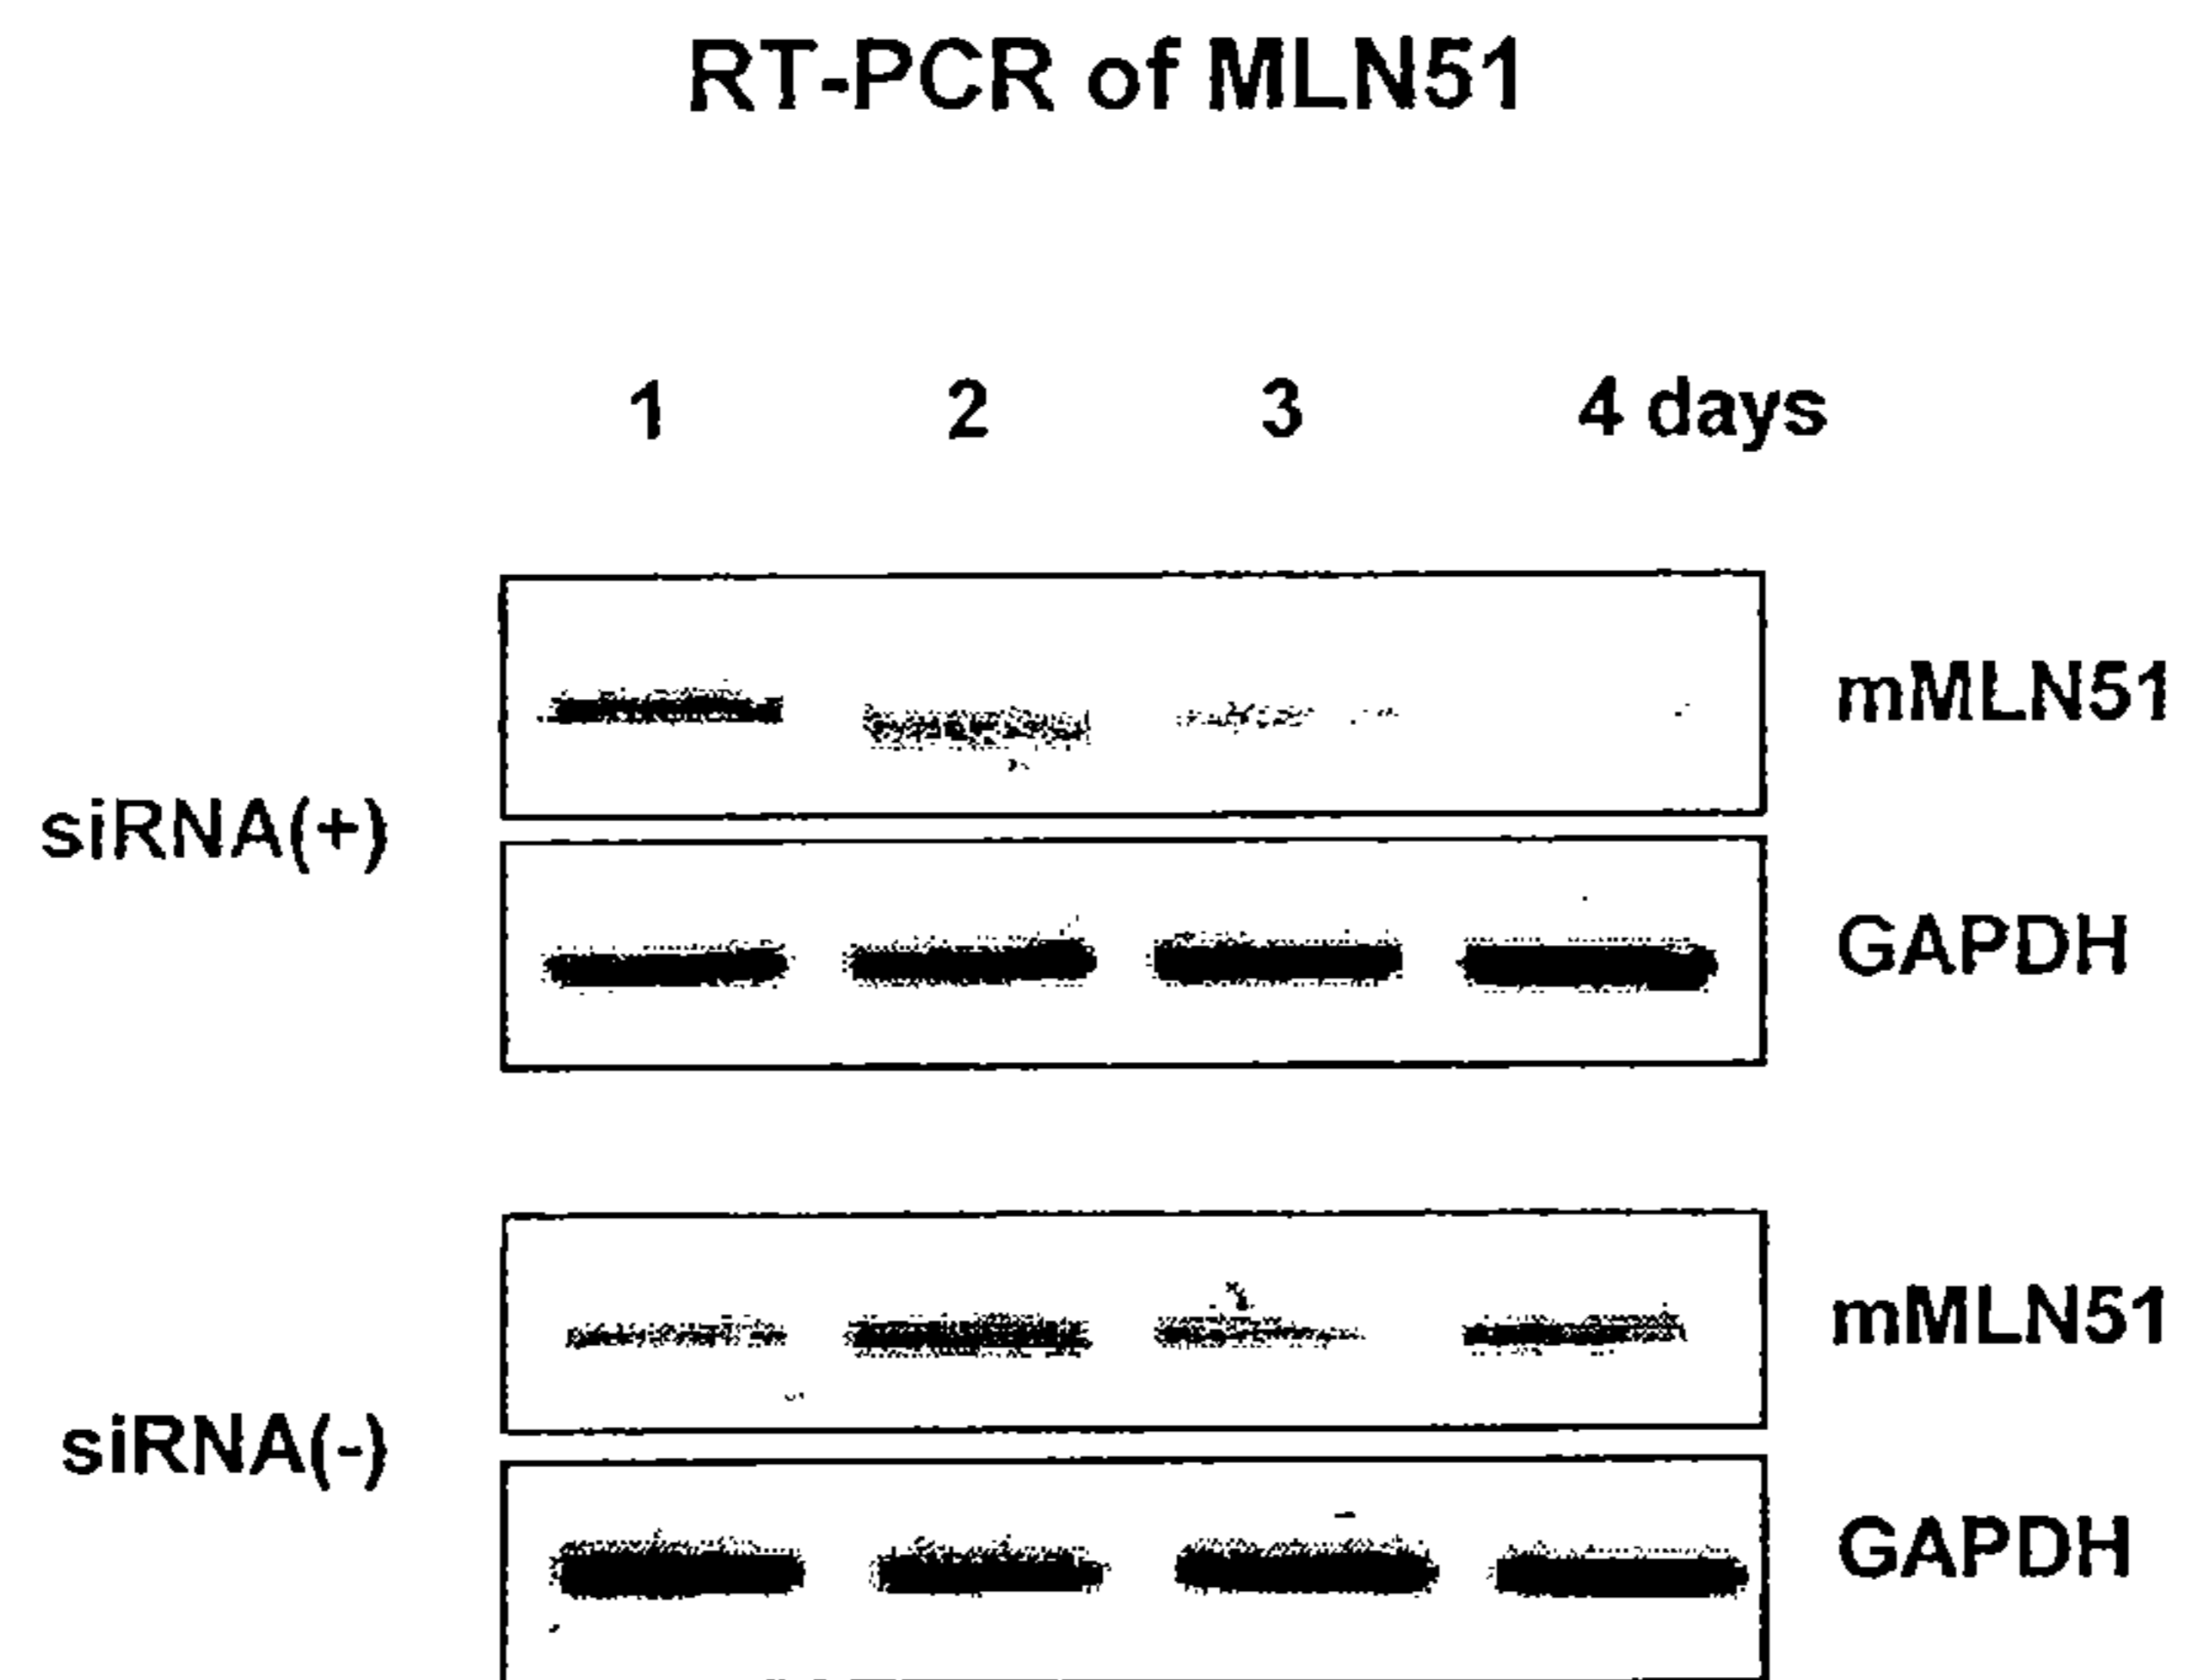 RT-PCR of MLN51
1 2 3 4 days
mMLN51
siRNA(+)
GAPDH
mMLN51
siRNA(-)
GAPDH